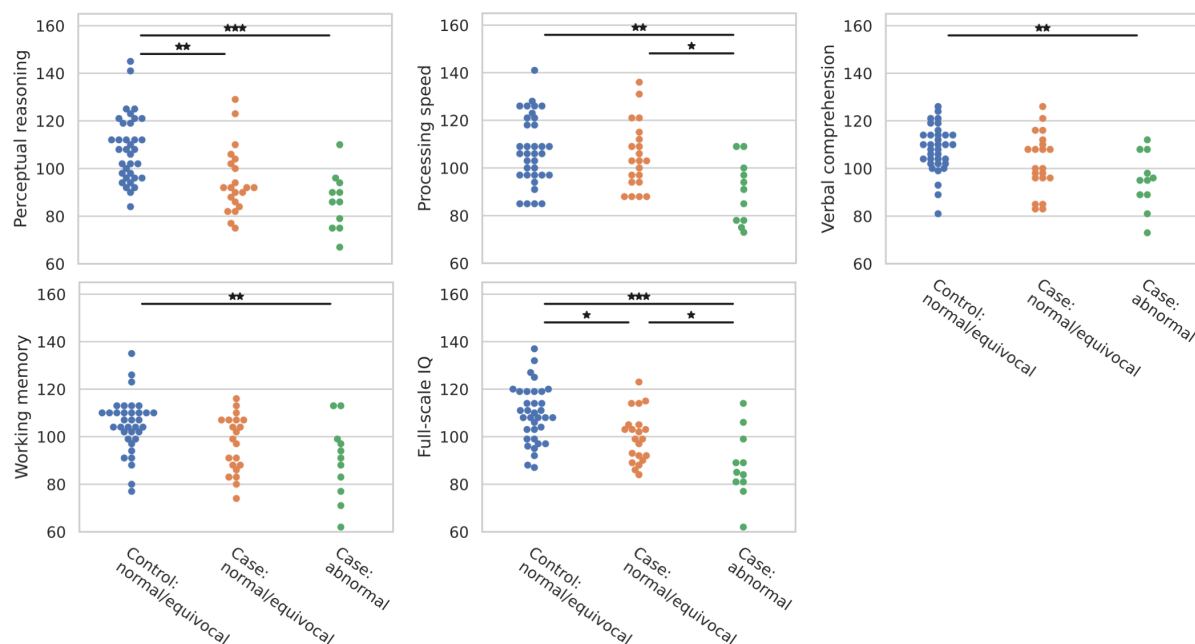 Perceptual reasoning
160
140
120
100
80
60
★★★
★★
Processing speed
160
140
120
100
80
60
★★
★
Verbal comprehension
160
140
120
100
80
60
★★
Control:
normal/equivocal
Case:
normal/equivocal
Case:
abnormal
Working memory
160
140
120
100
80
60
★★
Control:
normal/equivocal
Case:
normal/equivocal
Case:
abnormal
Full-scale IQ
160
140
120
100
80
60
★★★
★
★
Control:
normal/equivocal
Case:
normal/equivocal
Case:
abnormal